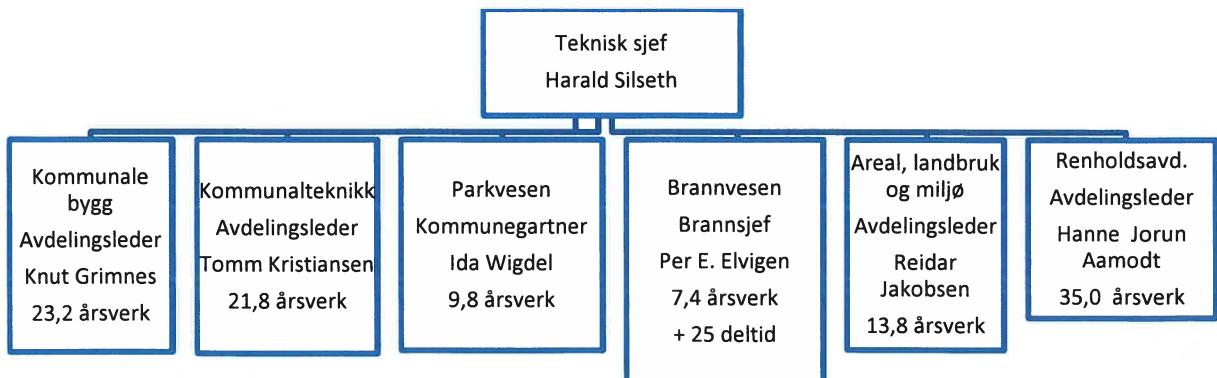 Teknisk sjef
Harald Silseth
Kommunale
bygg
Avdelingsleder
Knut Grimnes
23,2 årsverk
Kommunalteknikk
Avdelingsleder
Tomm Kristiansen
21,8 årsverk
Parkvesen
Kommunegartner
Ida Wigdel
9,8 årsverk
Brannvesen
Brannsjef
Per E. Elvigen
7,4 årsverk
+ 25 deltid
Areal, landbruk
og miljø
Avdelingsleder
Reidar
Jakobsen
13,8 årsverk
Renholdsavd.
Avdelingsleder
Hanne Jorun
Aamodt
35,0 årsverk